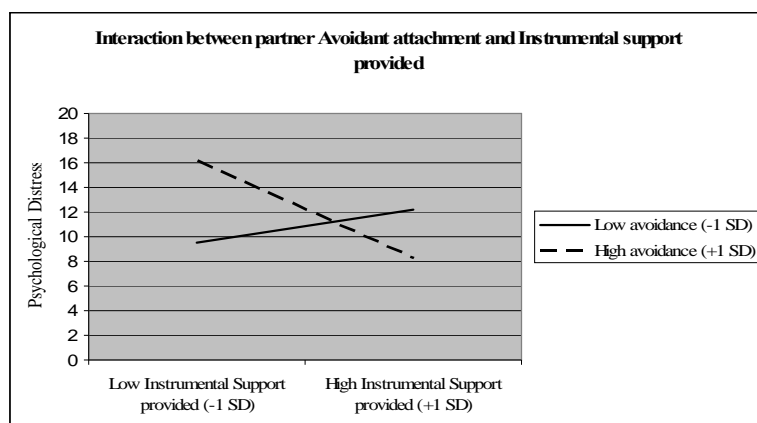 Interaction between partner Avoidant attachment and Instrumental support
provided
20
18
16
14
12
10
8
6
4
2
0
Psychological Distress
Low Instrumental Support
provided (-1 SD)
High Instrumental Support
provided (+1 SD)
Low avoidance (-1 SD)
High avoidance (+1 SD)